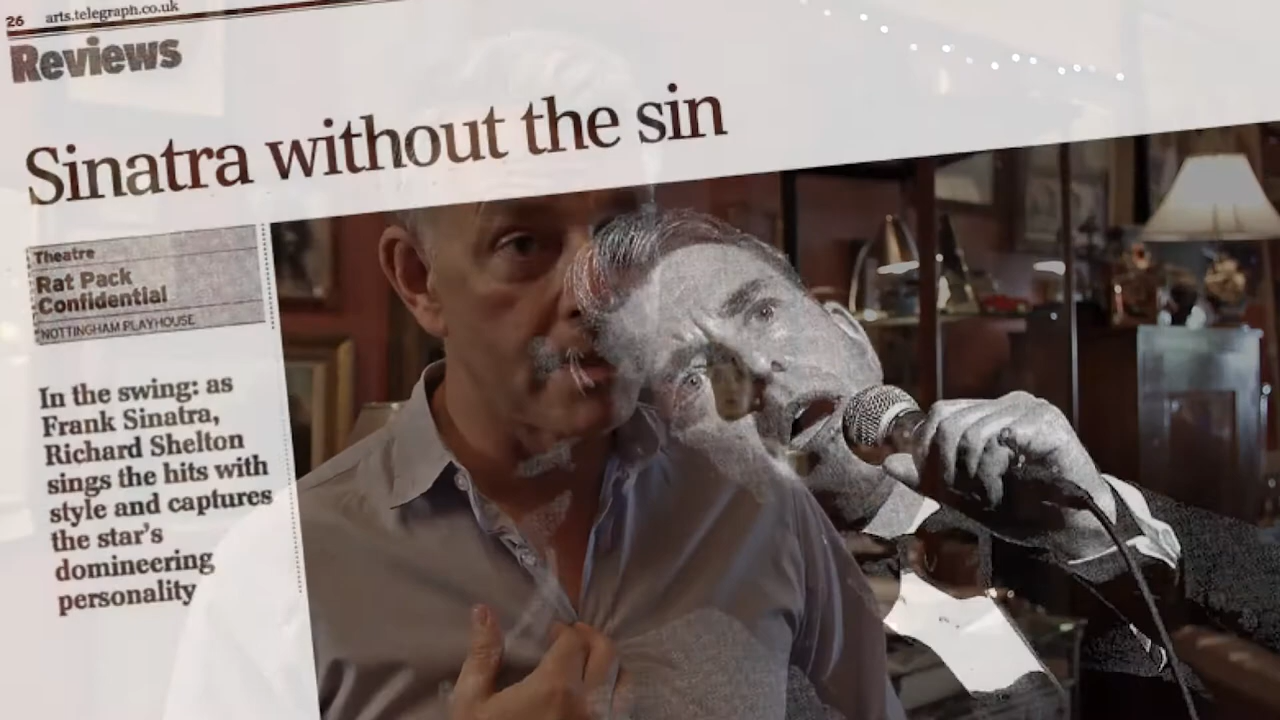 26 arts.telegraph.co.uk
Reviews
Sinatra without the sin
Theatre
Rat Pack
Confidential
NOTTINGHAM PLAYHOUSE
In the swing: as
Frank Sinatra,
Richard Shelton
sings the hits with
style and captures
the star's
domineering
personality